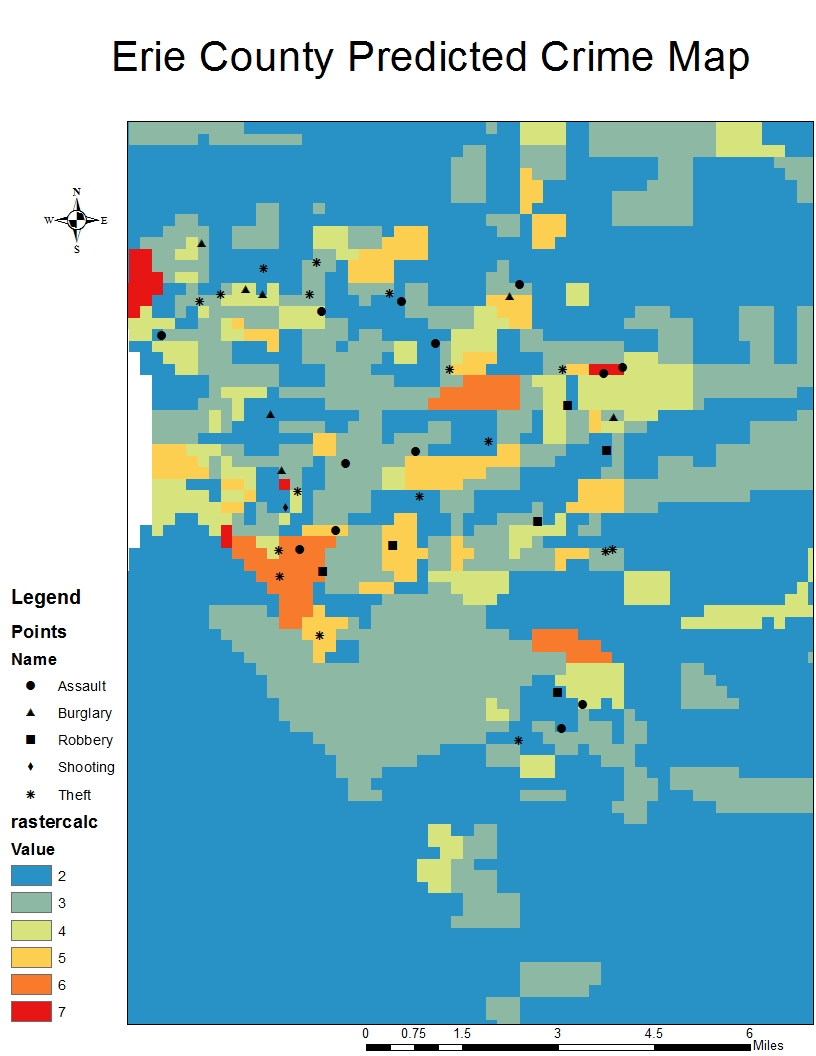 Erie County Predicted Crime Map
N
W E
S
Legend
Points
Name
Assault
Burglary
Robbery
Shooting
Theft
rastercalc
Value
2
3
4
5
6
7
0 0.75 1.5 3 4.5 6
Miles